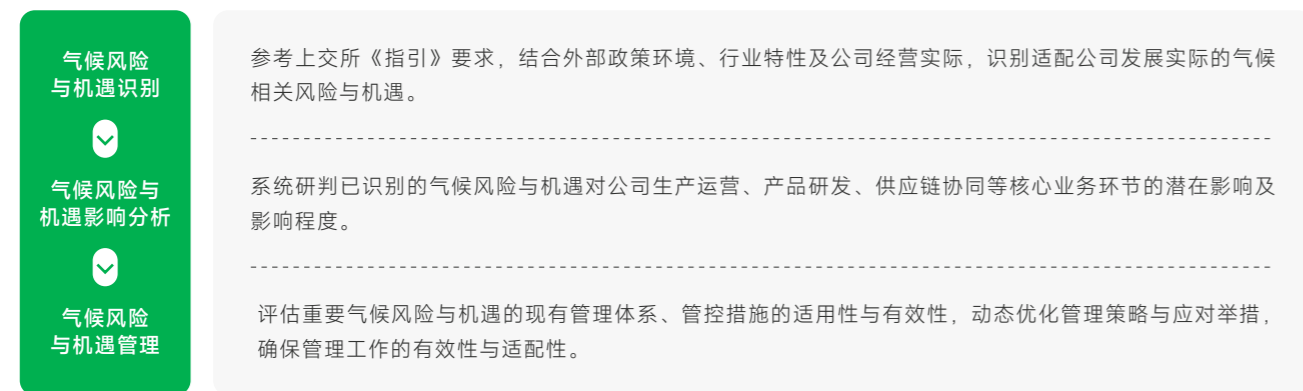 气候风险
与机遇识别
参考上交所《指引》要求，结合外部政策环境、行业特性及公司经营实际，识别适配公司发展实际的气候
相关风险与机遇。
气候风险与
机遇影响分析
系统研判已识别的气候风险与机遇对公司生产运营、产品研发、供应链协同等核心业务环节的潜在影响及
影响程度。
气候风险
与机遇管理
评估重要气候风险与机遇的现有管理体系、管控措施的适用性与有效性，动态优化管理策略与应对举措，
确保管理工作的有效性与适配性。